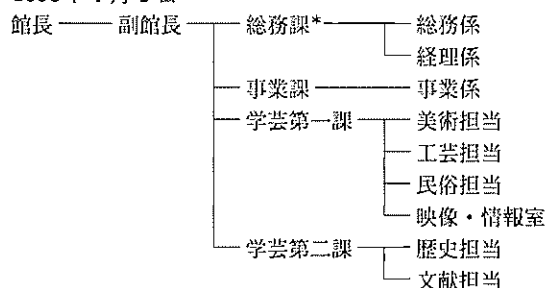 館長 副館長 総務課* 総務係
経理係
事業課 事業係
学芸第一課 美術担当
工芸担当
民俗担当
映像・情報室
学芸第二課 歴史担当
文献担当